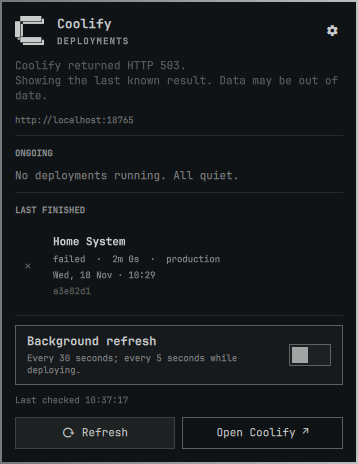 Coolify
DEPLOYMENTS
Coolify returned HTTP 503.
Showing the last known result. Data may be out of
date.
http://localhost:18765
ONGOING
No deployments running. All quiet.
LAST FINISHED
Home System
× failed · 2m 0s · production
Wed, 18 Nov · 10:29
a3e82d1
Background refresh
Every 30 seconds; every 5 seconds while
deploying.
Last checked 10:37:17
Refresh
Open Coolify ↗